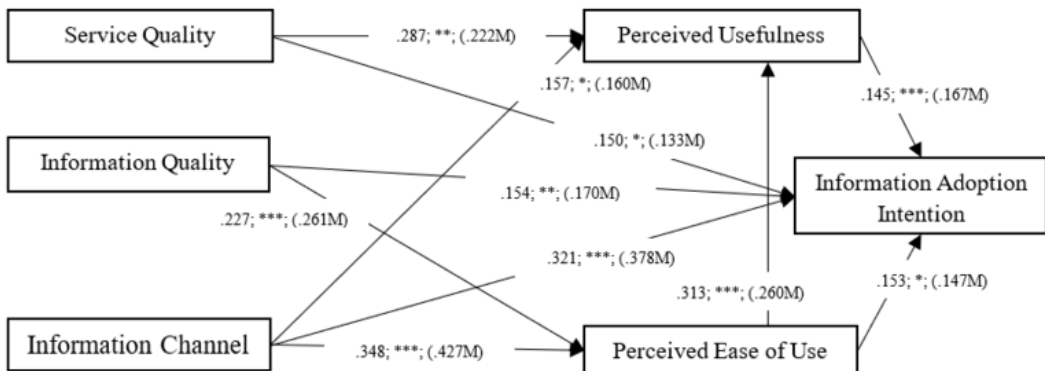 Service Quality
.287; **; (.222M)
Perceived Usefulness
.157; *; (.160M)
.145; ***; (.167M)
.150; *; (.133M)
Information Quality
.154; **; (.170M)
Information Adoption
Intention
.227; ***; (.261M)
.321; ***; (.378M)
.153; *; (.147M)
.313; ***; (.260M)
Information Channel
.348; ***; (.427M)
Perceived Ease of Use